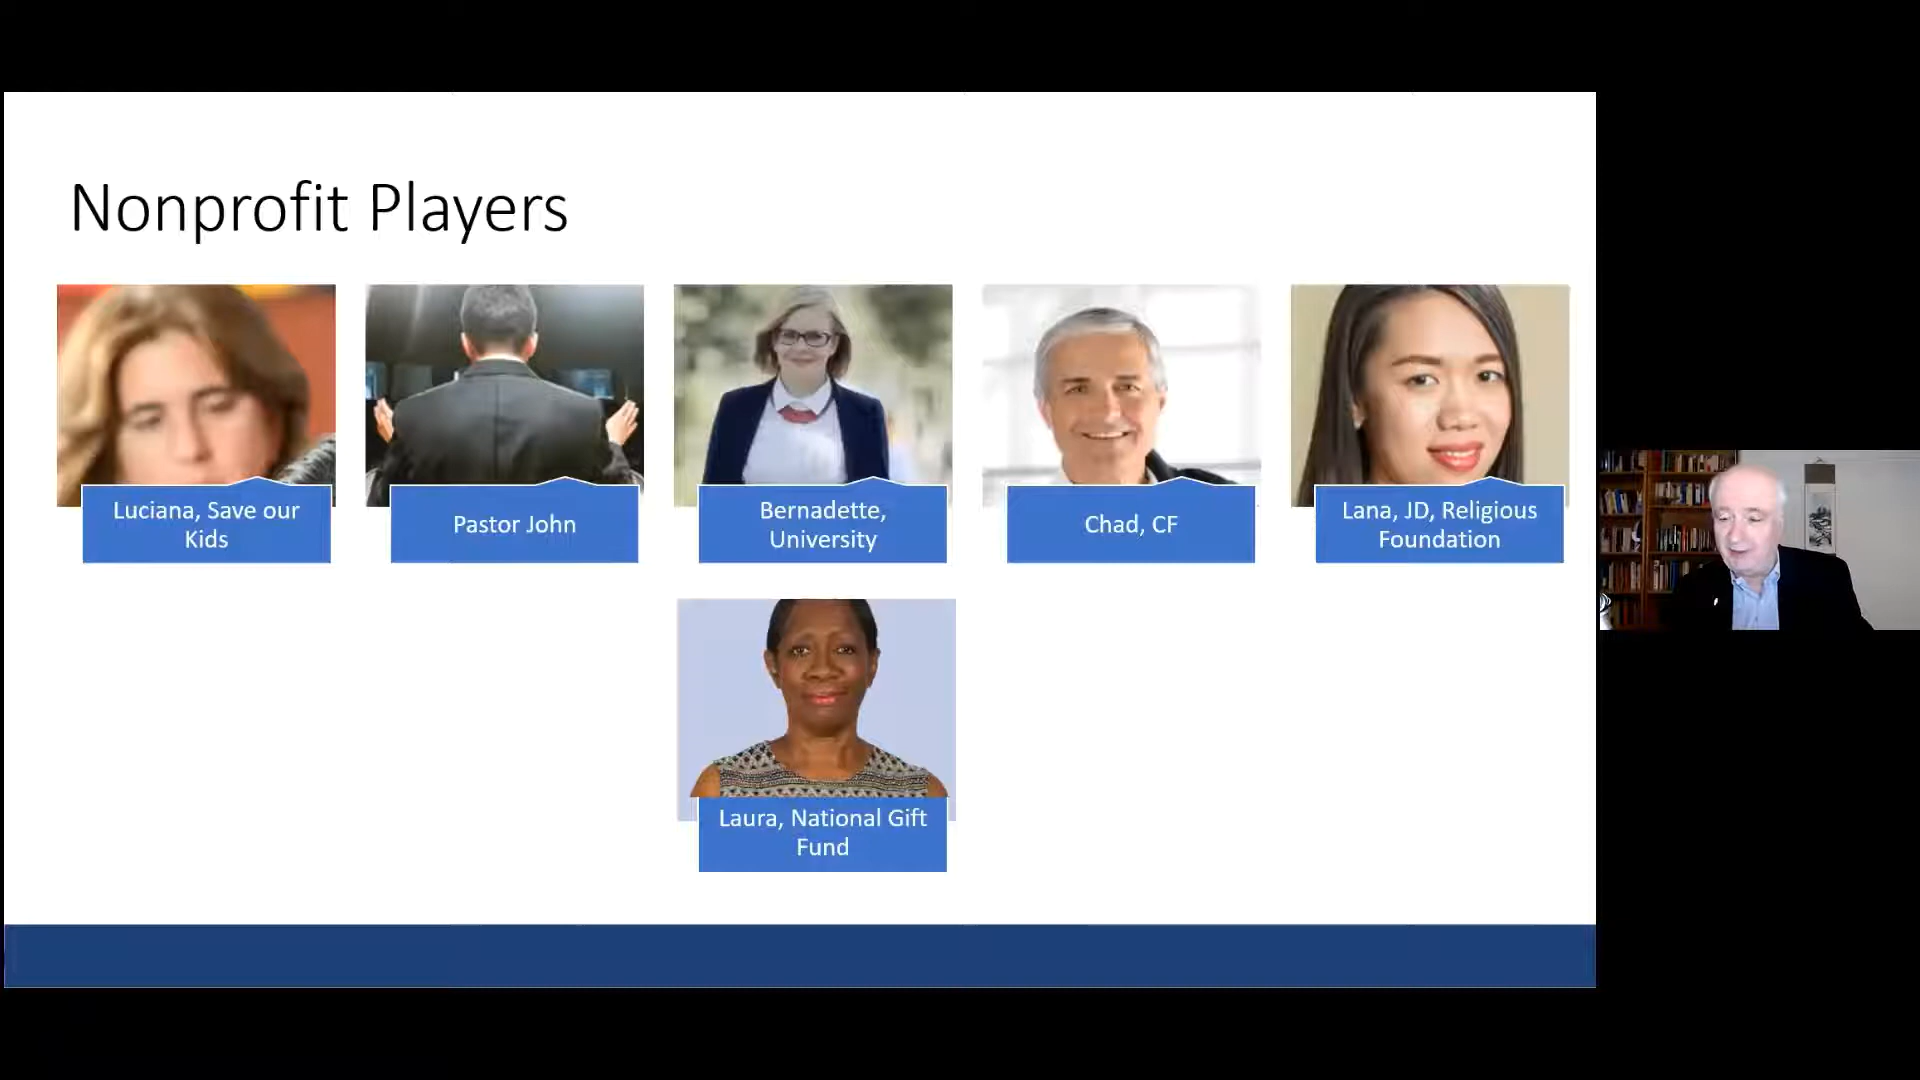 Nonprofit Players
Luciana, Save our
Kids
Pastor John
Bernadette,
University
Chad, CF
Lana, JD, Religious
Foundation
Laura, National Gift
Fund